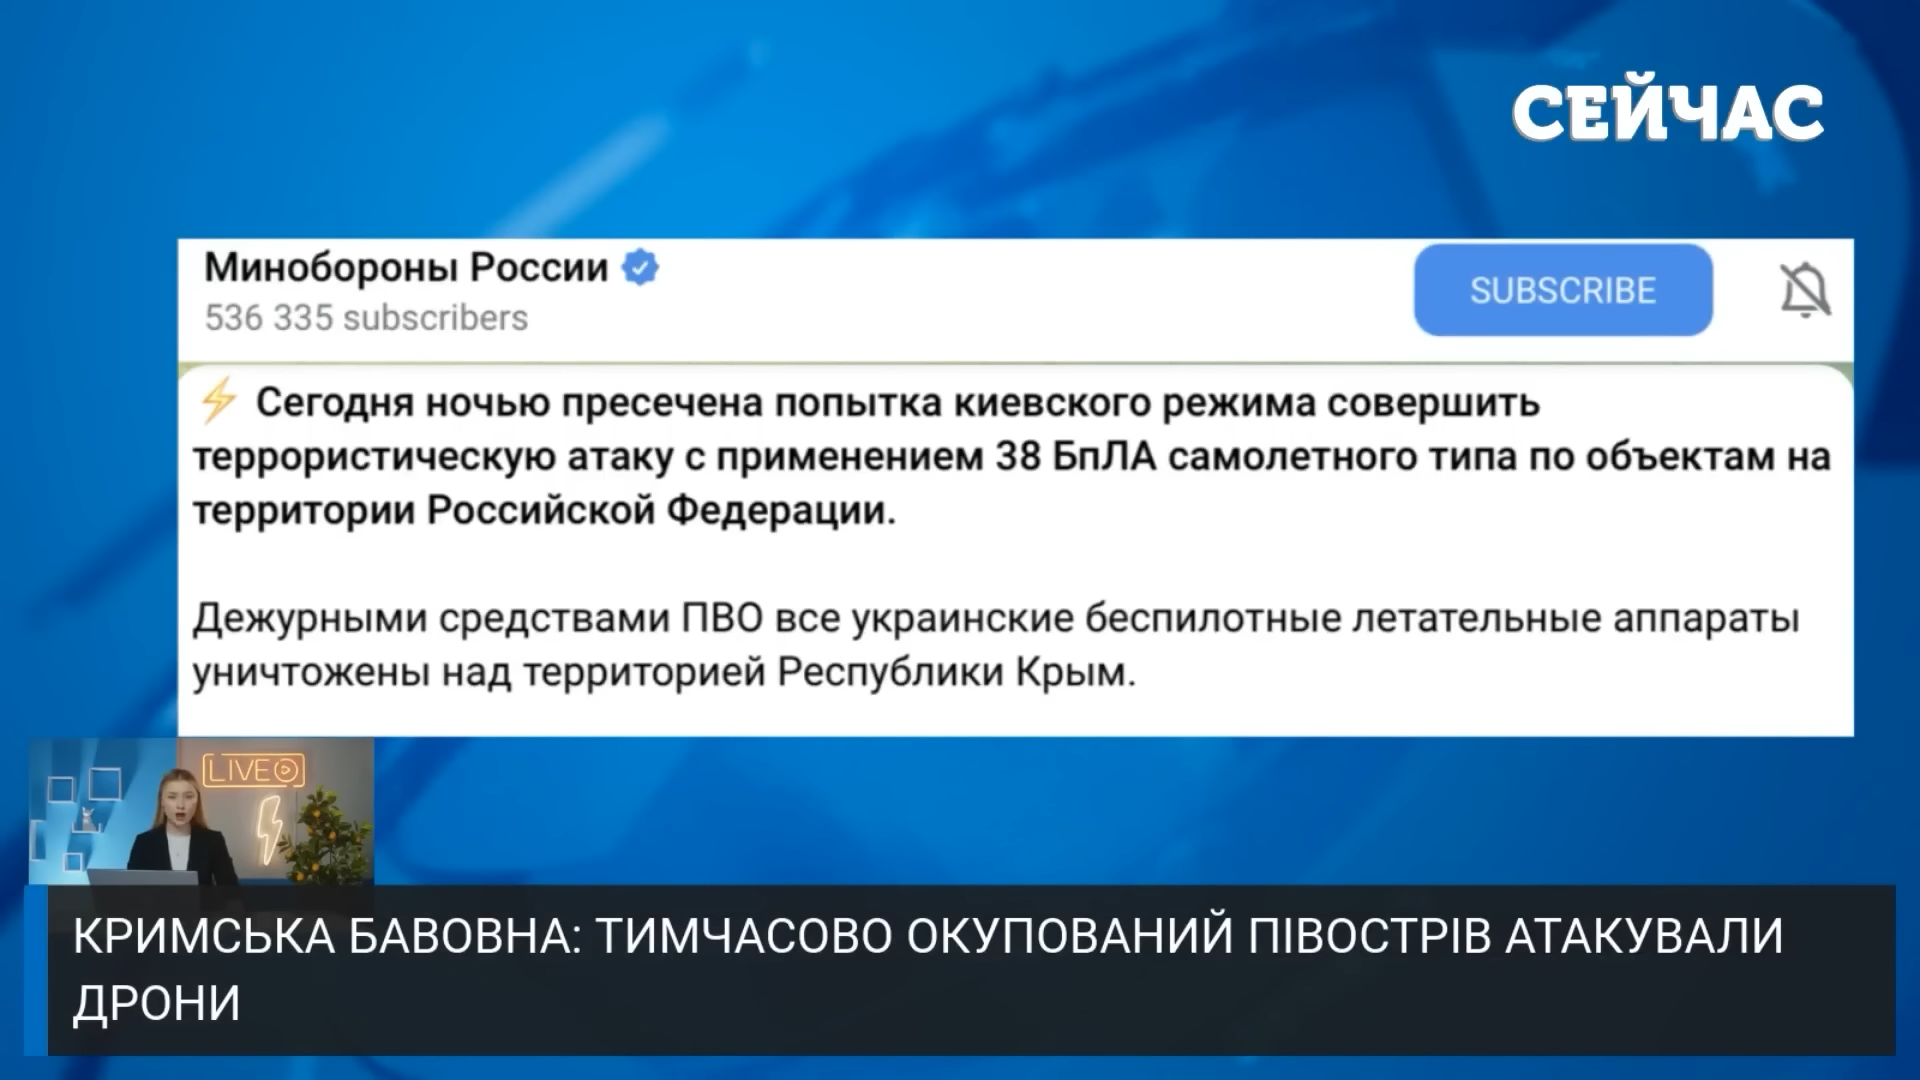 СЕЙЧАС
Минобороны России
536 335 subscribers
SUBSCRIBE
⚡ Сегодня ночью пресечена попытка киевского режима совершить
террористическую атаку с применением 38 БпЛА самолетного типа по объектам на
территории Российской Федерации.
Дежурными средствами ПВО все украинские беспилотные летательные аппараты
уничтожены над территорией Республики Крым.
LIVE
КРИМСЬКА БАВОВНА: ТИМЧАСОВО ОКУПОВАНИЙ ПІВОСТРІВ АТАКУВАЛИ
ДРОНИ